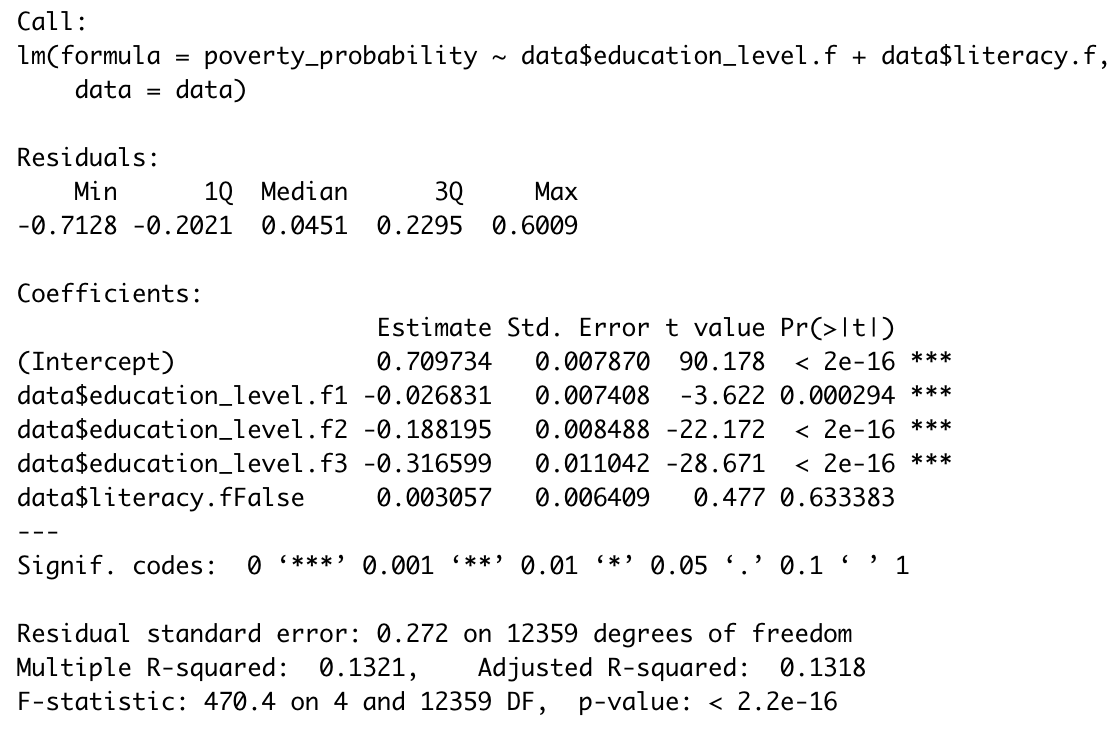 Call:
lm(formula = poverty_probability ~ data$education_level.f + data$literacy.f,
    data = data)

Residuals:
    Min      1Q  Median      3Q     Max
-0.7128 -0.2021  0.0451  0.2295  0.6009

Coefficients:
                         Estimate Std. Error t value Pr(>|t|)
(Intercept)              0.709734   0.007870  90.178  < 2e-16 ***
data$education_level.f1 -0.026831   0.007408  -3.622 0.000294 ***
data$education_level.f2 -0.188195   0.008488 -22.172  < 2e-16 ***
data$education_level.f3 -0.316599   0.011042 -28.671  < 2e-16 ***
data$literacy.fFalse     0.003057   0.006409   0.477 0.633383
---
Signif. codes:  0 ‘***’ 0.001 ‘**’ 0.01 ‘*’ 0.05 ‘.’ 0.1 ‘ ’ 1

Residual standard error: 0.272 on 12359 degrees of freedom
Multiple R-squared:  0.1321,    Adjusted R-squared:  0.1318
F-statistic: 470.4 on 4 and 12359 DF,  p-value: < 2.2e-16